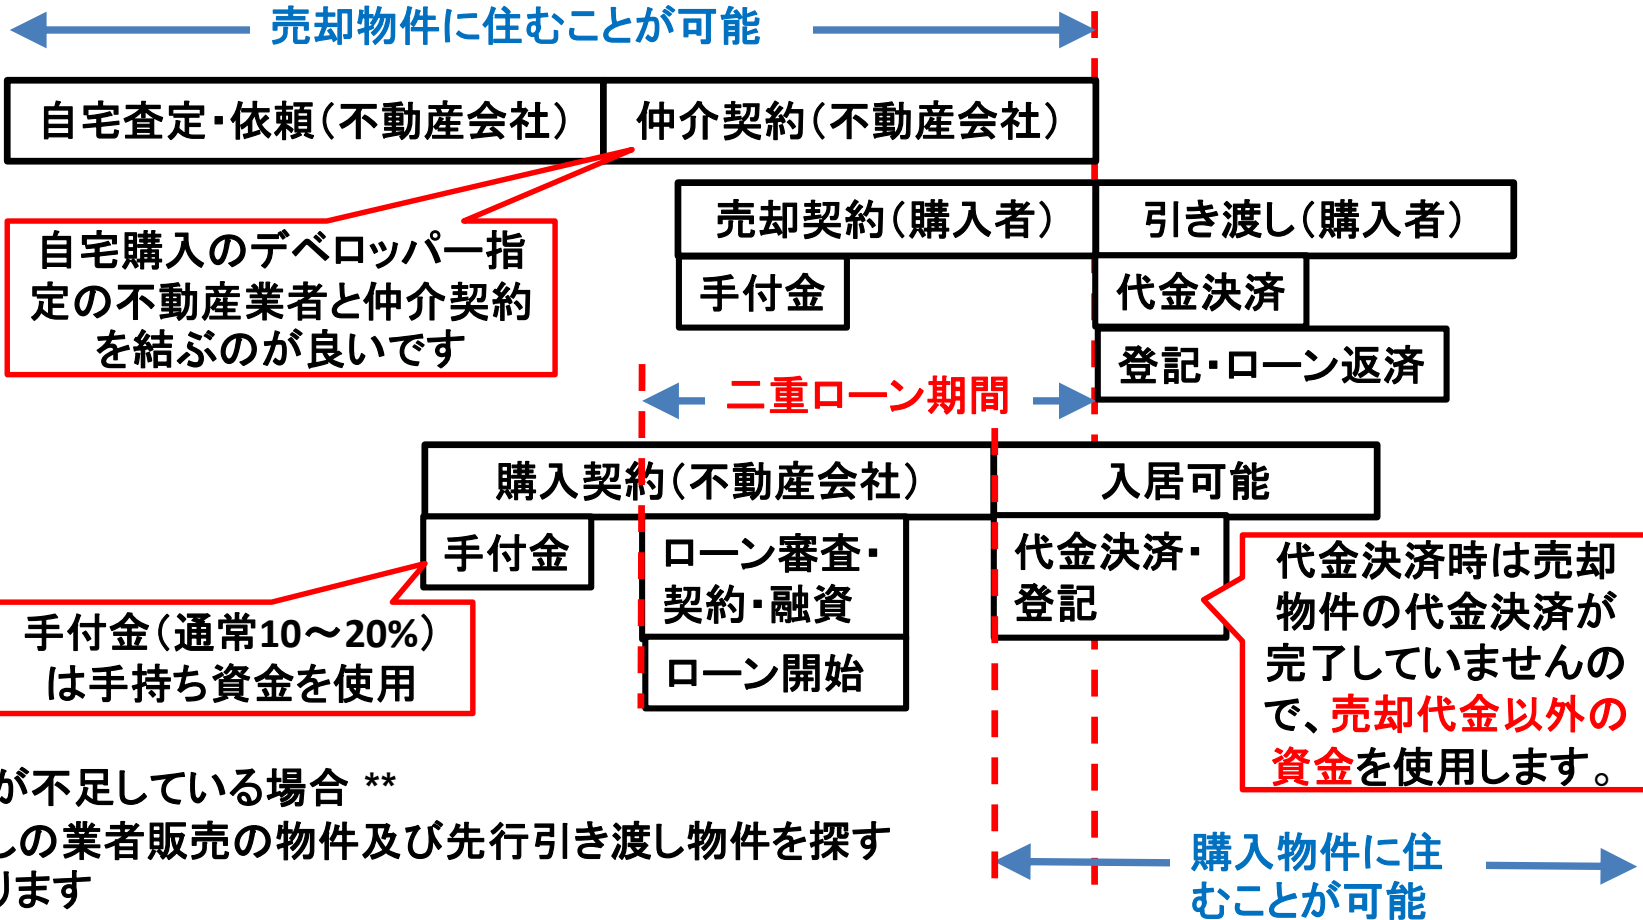 売却物件に住むことが可能
自宅査定・依頼（不動産会社）
仲介契約（不動産会社）
売却契約（購入者）
引き渡し（購入者）
自宅購入のデベロッパー指
定の不動産業者と仲介契約
を結ぶのが良いです
手付金
代金決済
登記・ローン返済
二重ローン期間
購入契約（不動産会社）
入居可能
手付金
ローン審査・
契約・融資
ローン開始
代金決済・
登記
手付金（通常10～20%）
は手持ち資金を使用
代金決済時は売却
物件の代金決済が
完了していませんの
で、売却代金以外の
資金を使用します。
が不足している場合 **
しの業者販売の物件及び先行引き渡し物件を探す
ります
購入物件に住
むことが可能